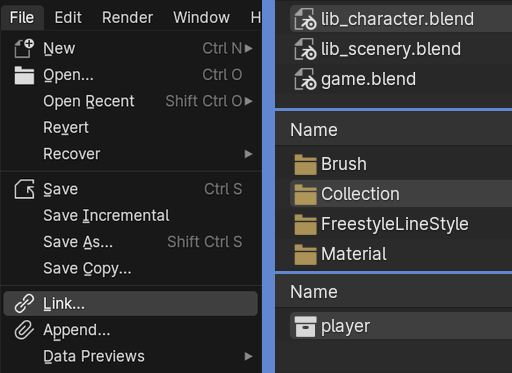 File Edit Render Window H
New Ctrl N
Open... Ctrl O
Open Recent Shift Ctrl O
Revert
Recover
Save Ctrl S
Save Incremental
Save As... Shift Ctrl S
Save Copy...
Link...
Append...
Data Previews
lib_character.blend
lib_scenery.blend
game.blend
Name
Brush
Collection
FreestyleLineStyle
Material
Name
player